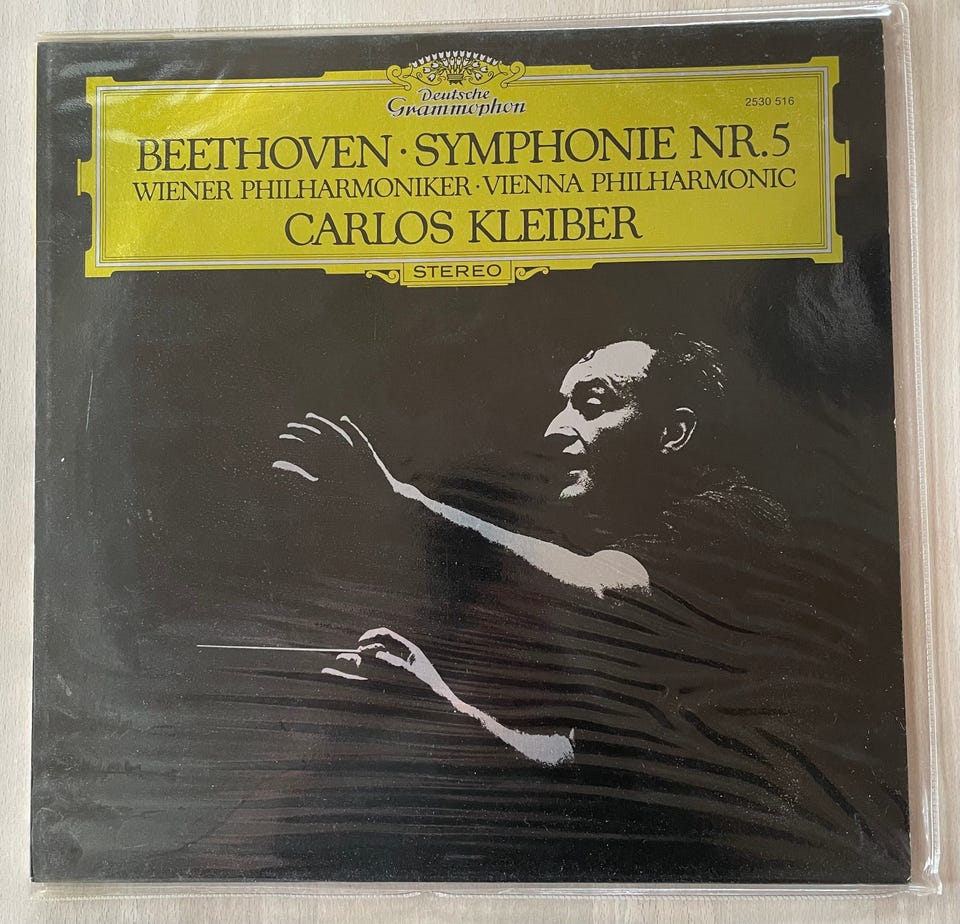 Deutsche
Grammophon
2530 516
BEETHOVEN · SYMPHONIE NR.5
WIENER PHILHARMONIKER · VIENNA PHILHARMONIC
CARLOS KLEIBER
STEREO